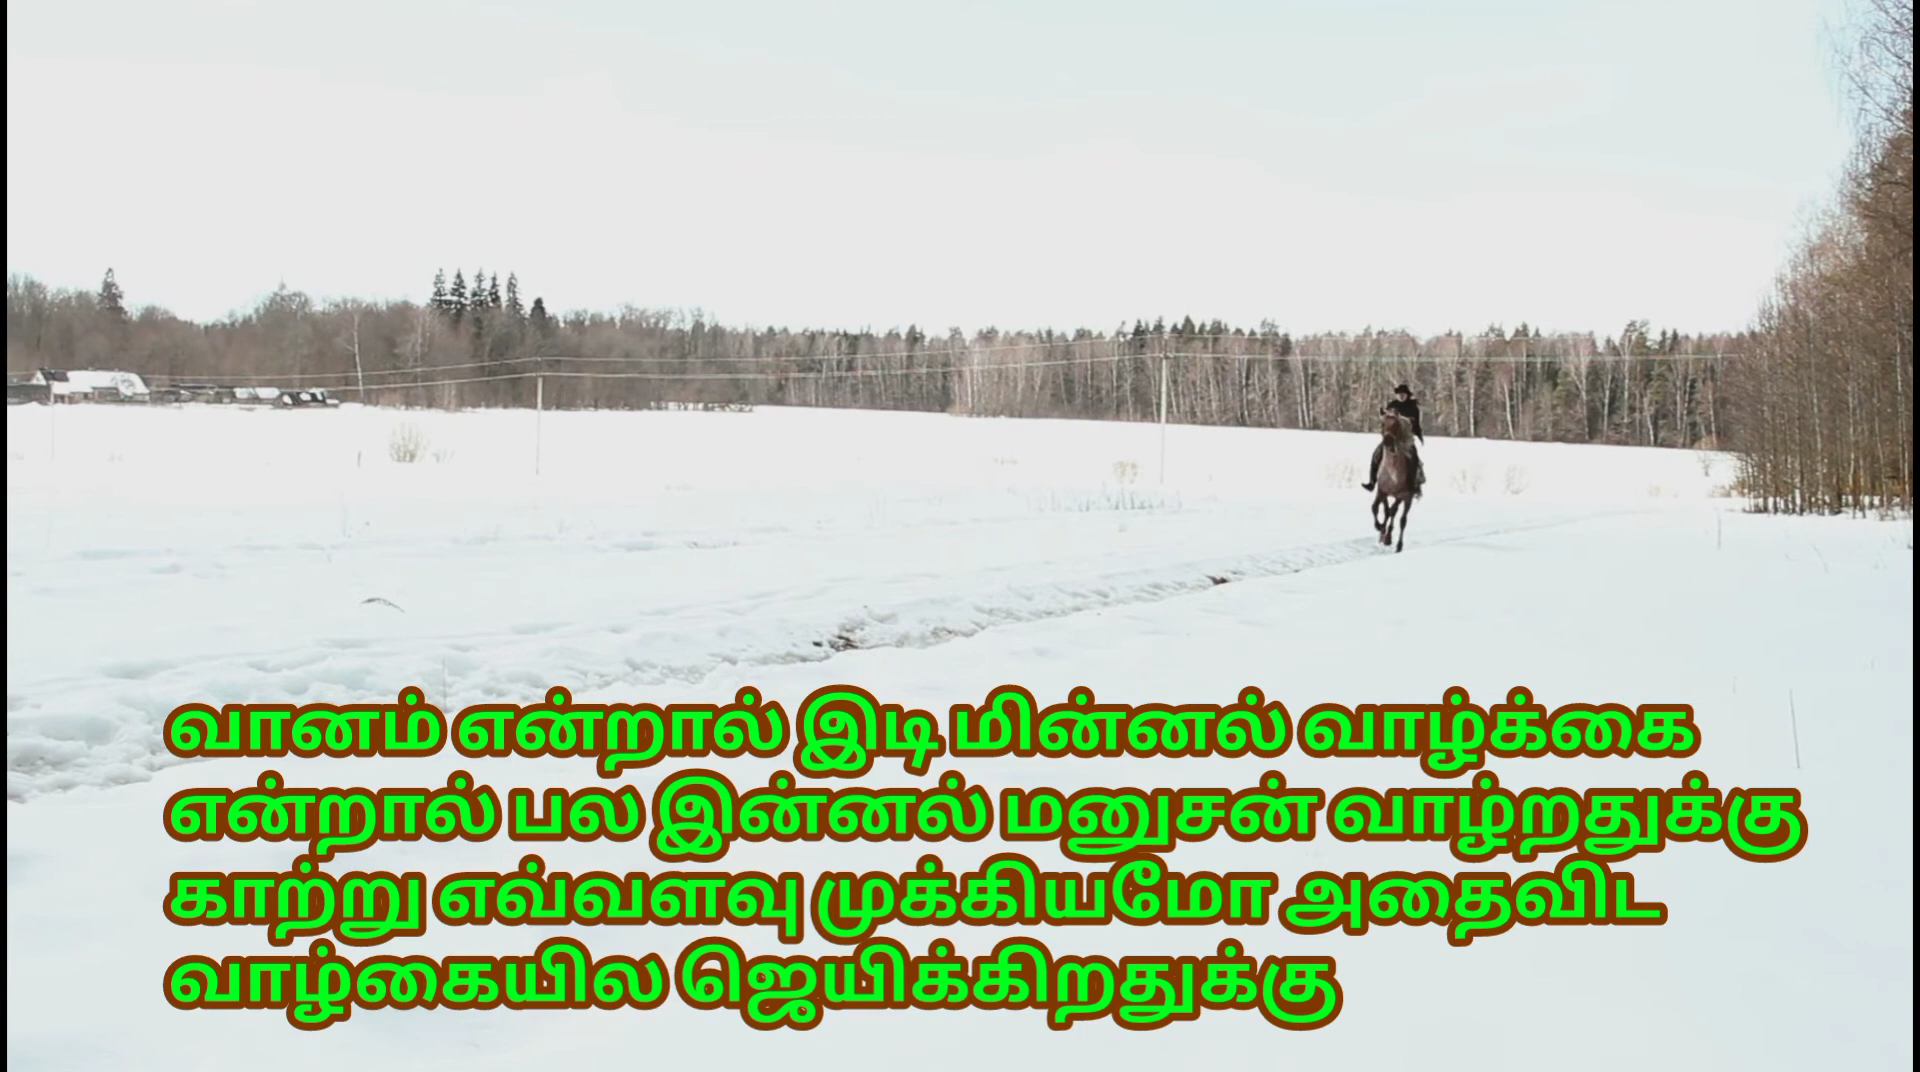 வானம் என்றால் இடி மின்னல் வாழ்க்கை
என்றால் பல இன்னல் மனுசன் வாழ்றதுக்கு
காற்று எவ்வளவு முக்கியமோ அதைவிட
வாழ்கையில ஜெயிக்கிறதுக்கு